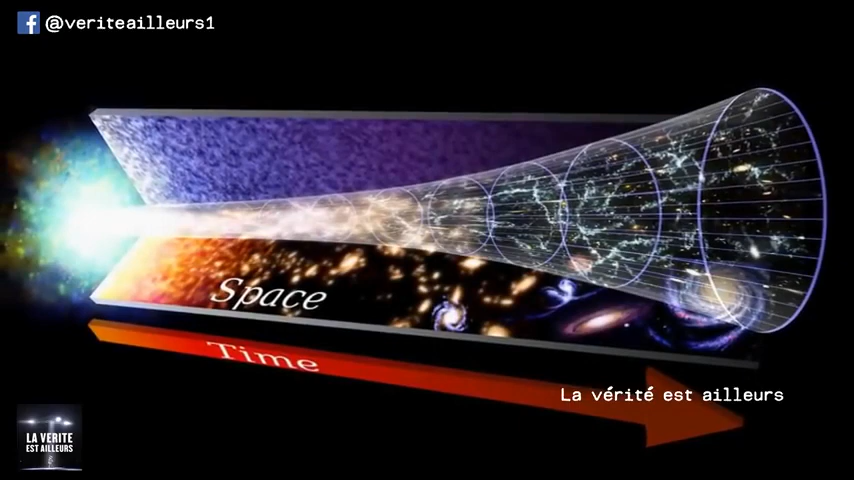 @veriteailleurs1
Space
Time
La vérité est ailleurs
LA VERITE
EST AILLEURS